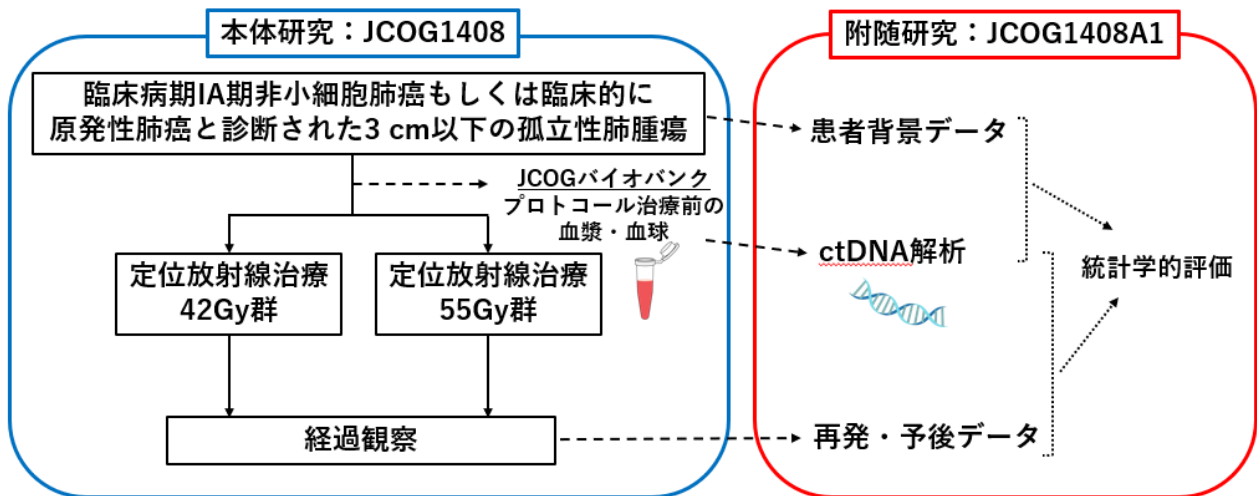 本体研究：JCOG1408
臨床病期IA期非小細胞肺癌もしくは臨床的に
原発性肺癌と診断された3 cm以下の孤立性肺腫瘍
JCOGバイオバンク
プロトコール治療前の
血漿・血球
定位放射線治療
42Gy群
定位放射線治療
55Gy群
経過観察
附随研究：JCOG1408A1
患者背景データ
ctDNA解析
再発・予後データ
統計学的評価